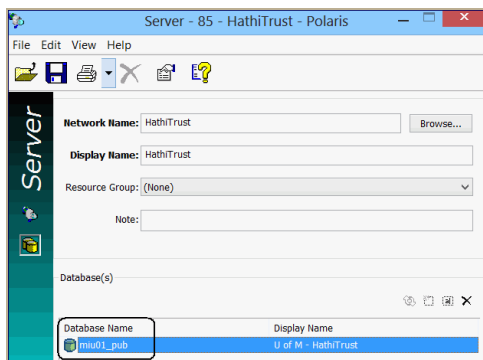 Server - 85 - HathiTrust - Polaris
File Edit View Help
Server
Network Name: HathiTrust Browse...
Display Name: HathiTrust
Resource Group: (None)
Note:
Database(s)
Database Name Display Name
miu01_pub U of M - HathiTrust